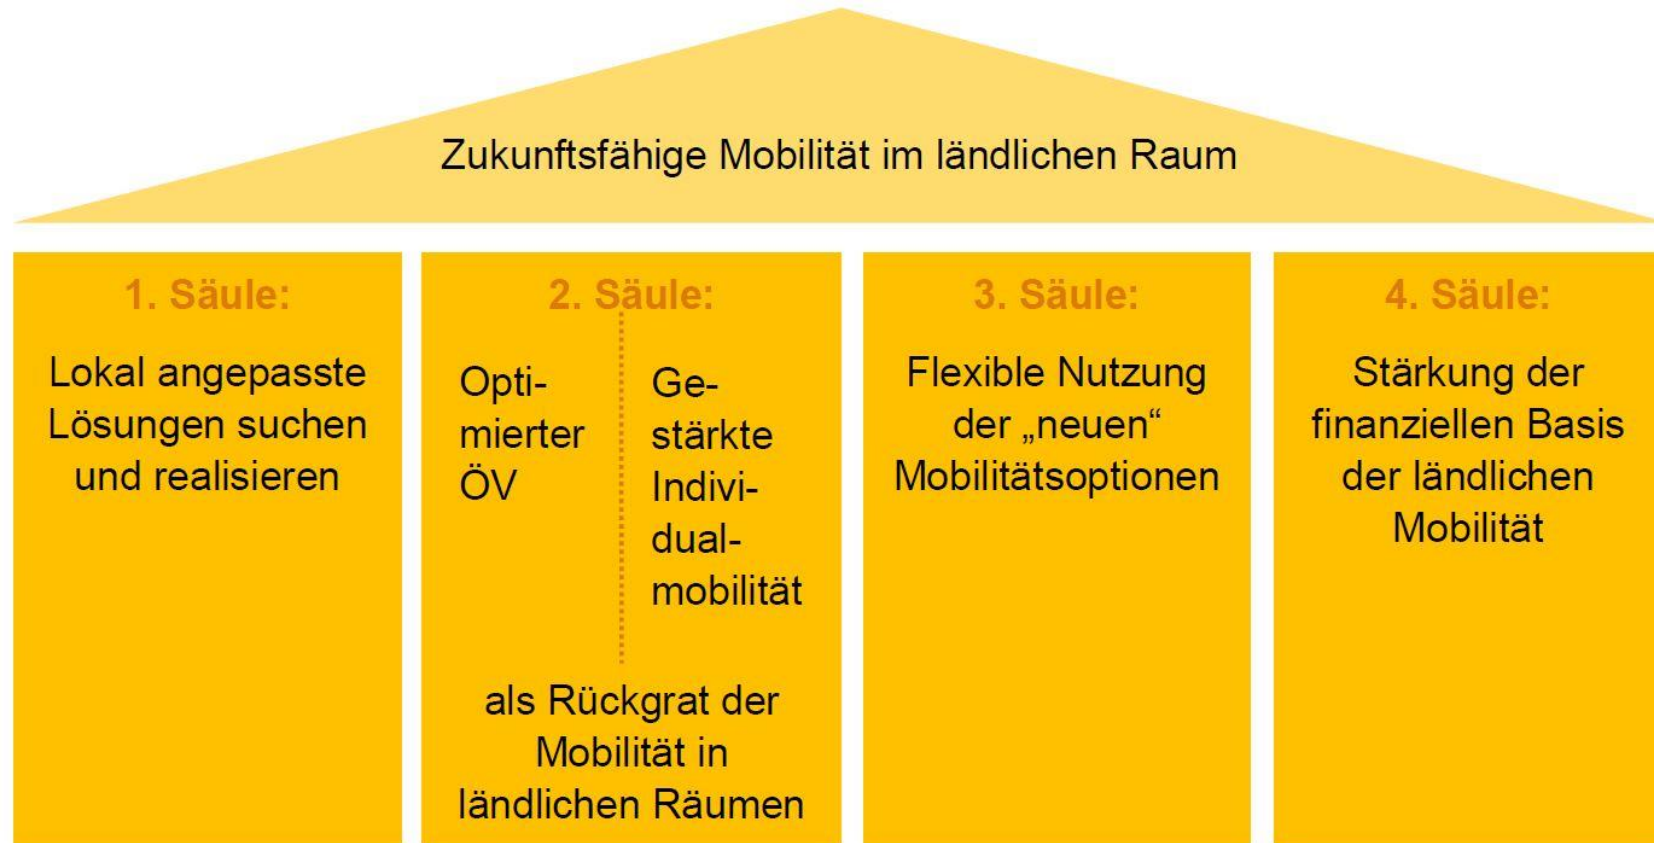 Zukunftsfähige Mobilität im ländlichen Raum
1. Säule:
Lokal angepasste
Lösungen suchen
und realisieren
2. Säule:
Opti-
mierter
ÖV
Ge-
stärkte
Indivi-
dual-
mobilität
als Rückgrat der
Mobilität in
ländlichen Räumen
3. Säule:
Flexible Nutzung
der „neuen“
Mobilitätsoptionen
4. Säule:
Stärkung der
finanziellen Basis
der ländlichen
Mobilität